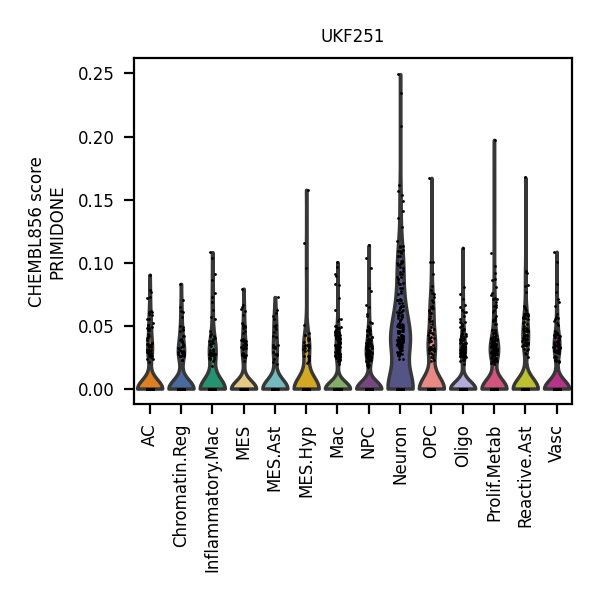 UKF251
CHEMBL856 score
PRIMIDONE
0.25
0.20
0.15
0.10
0.05
0.00
AC
Chromatin.Reg
Inflammatory.Mac
MES
MES.Ast
MES.Hyp
Mac
NPC
Neuron
OPC
Oligo
Prolif.Metab
Reactive.Ast
Vasc